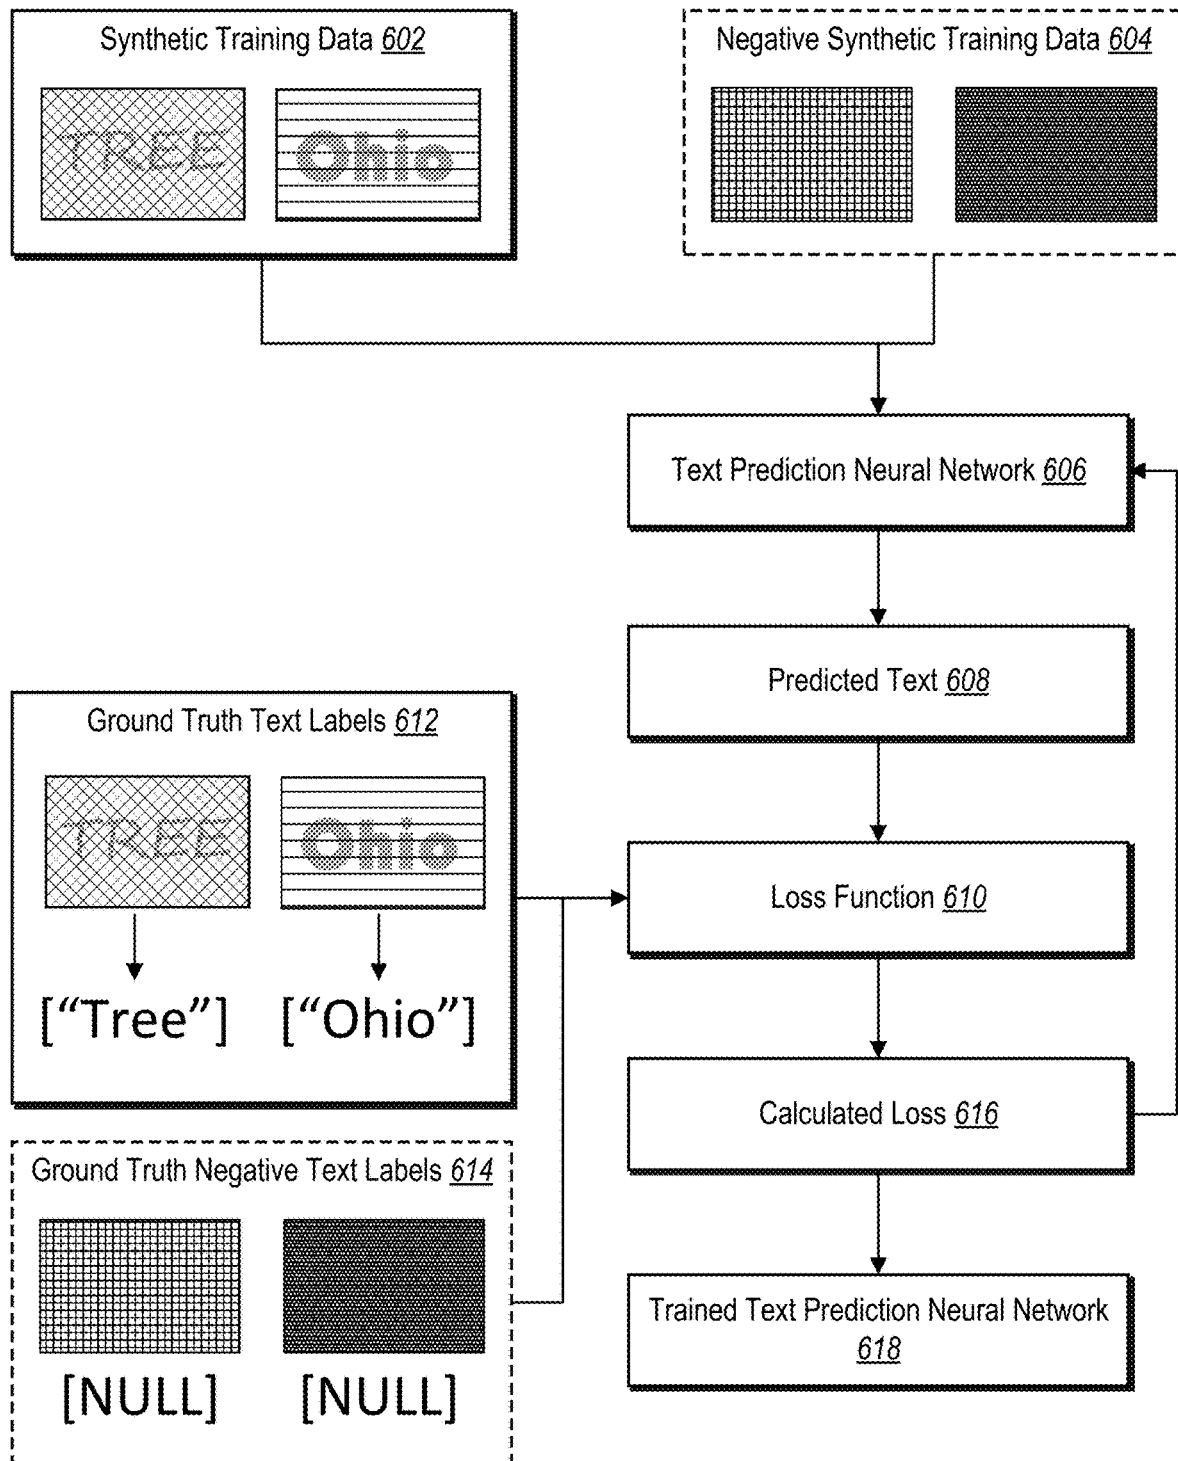 Synthetic Training Data 602
TREE
Ohio
Negative Synthetic Training Data 604
Text Prediction Neural Network 606
Predicted Text 608
Ground Truth Text Labels 612
TREE
Ohio
["Tree"]
["Ohio"]
Loss Function 610
Calculated Loss 616
Ground Truth Negative Text Labels 614
[NULL]
[NULL]
Trained Text Prediction Neural Network
618